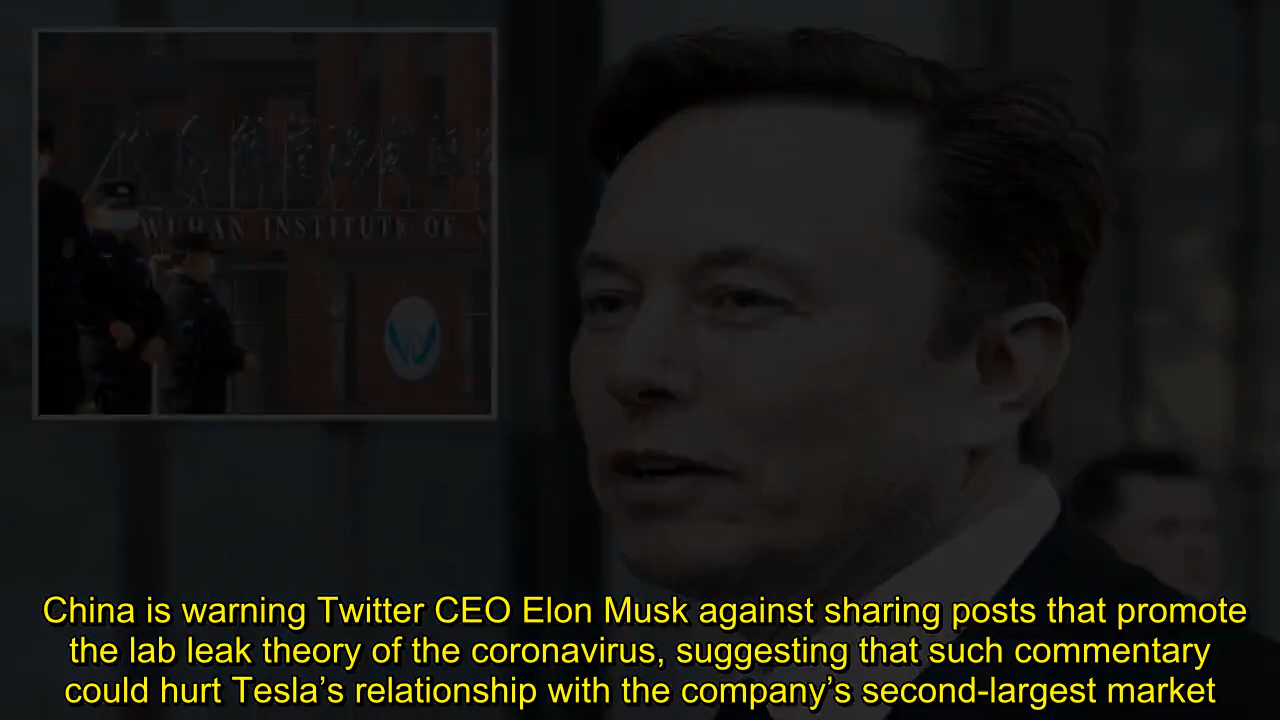 WUHAN INSTITUTE OF
China is warning Twitter CEO Elon Musk against sharing posts that promote
the lab leak theory of the coronavirus, suggesting that such commentary
could hurt Tesla’s relationship with the company’s second-largest market